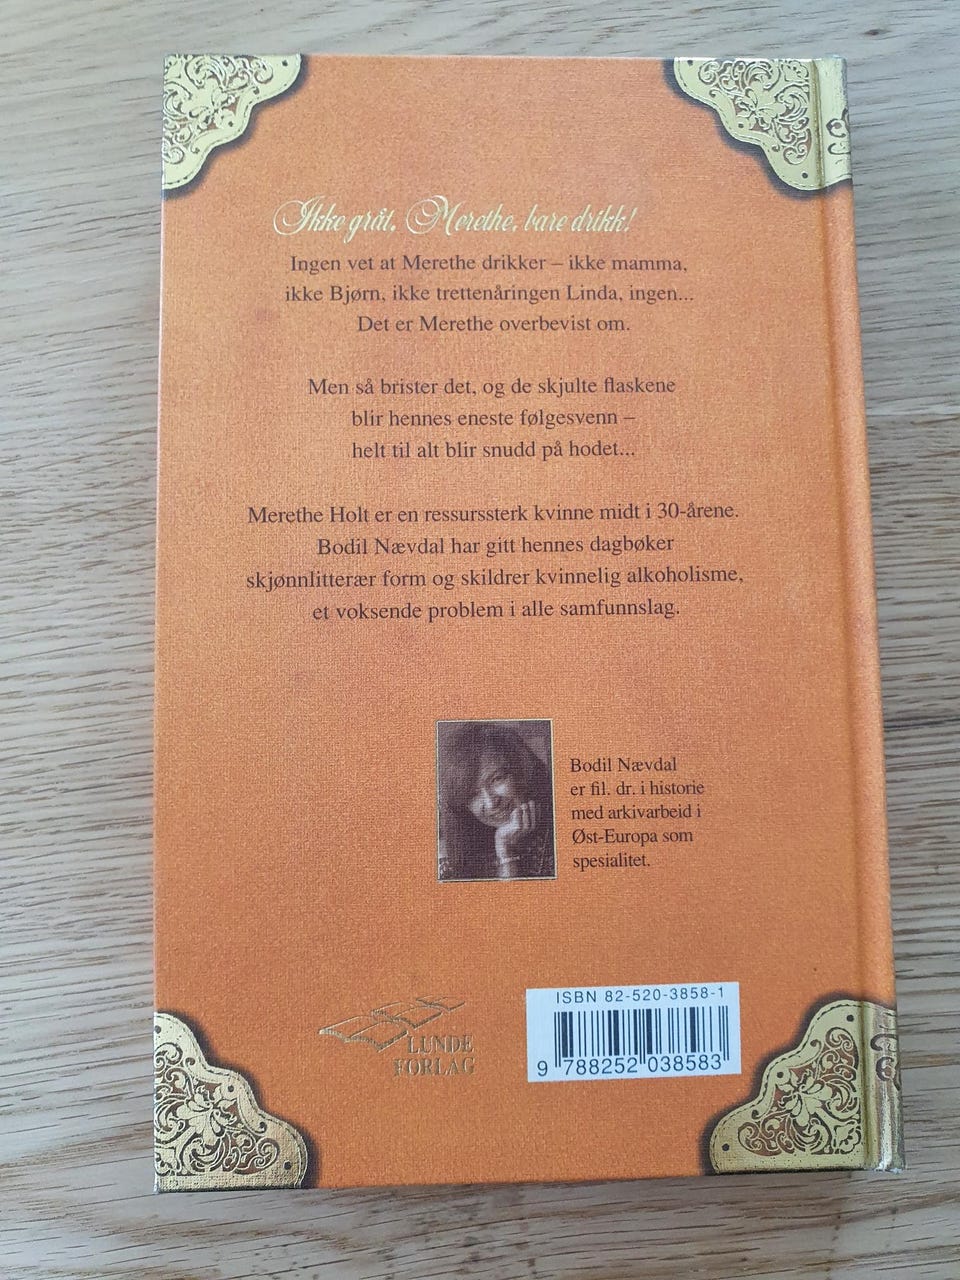 Ikke gråt, Merethe, bare drikk!
Ingen vet at Merethe drikker – ikke mamma,
ikke Bjørn, ikke trettenåringen Linda, ingen...
Det er Merethe overbevist om.
Men så brister det, og de skjulte flaskene
blir hennes eneste følgesvenn –
helt til alt blir snudd på hodet...
Merethe Holt er en ressurssterk kvinne midt i 30-årene.
Bodil Nævdal har gitt hennes dagbøker
skjønnlitterær form og skildrer kvinnelig alkoholisme,
et voksende problem i alle samfunnslag.
Bodil Nævdal
er fil. dr. i historie
med arkivarbeid i
Øst-Europa som
spesialitet.
LUNDE
FORLAG
ISBN 82-520-3858-1
9 788252 038583